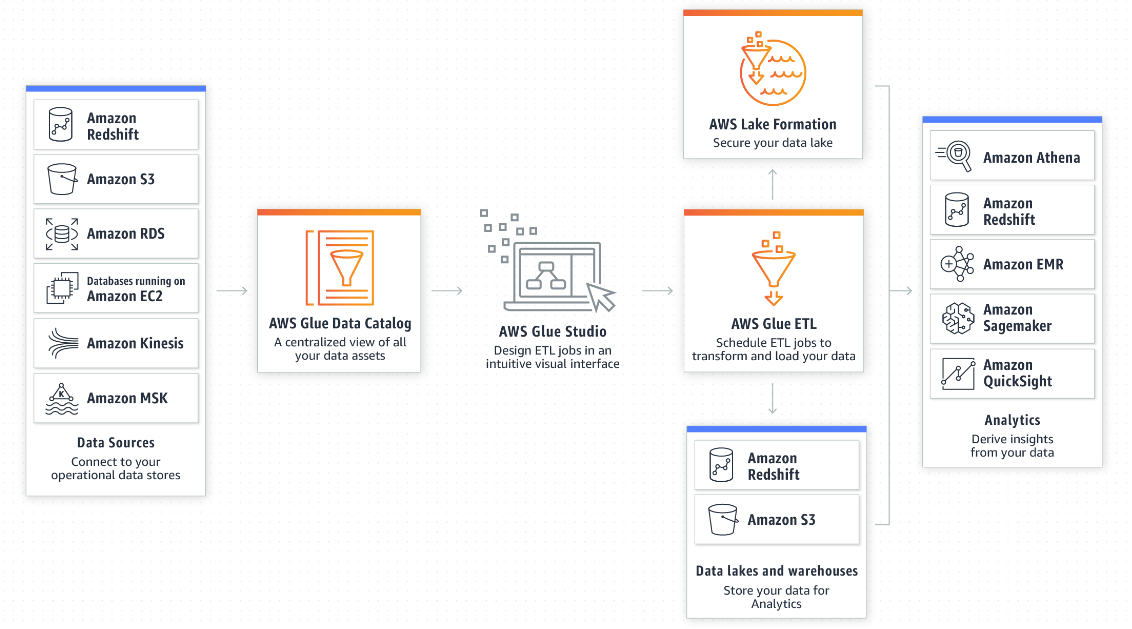 Amazon
Redshift
Amazon S3
Amazon RDS
Databases running on
Amazon EC2
Amazon Kinesis
K
Amazon MSK
Data Sources
Connect to your
operational data stores
AWS Glue Data Catalog
A centralized view of all
your data assets
AWS Glue Studio
Design ETL jobs in an
intuitive visual interface
AWS Lake Formation
Secure your data lake
AWS Glue ETL
Schedule ETL jobs to
transform and load your data
Amazon
Redshift
Amazon S3
Data lakes and warehouses
Store your data for
Analytics
Amazon Athena
Amazon
Redshift
Amazon EMR
Amazon
Sagemaker
Amazon
QuickSight
Analytics
Derive insights
from your data